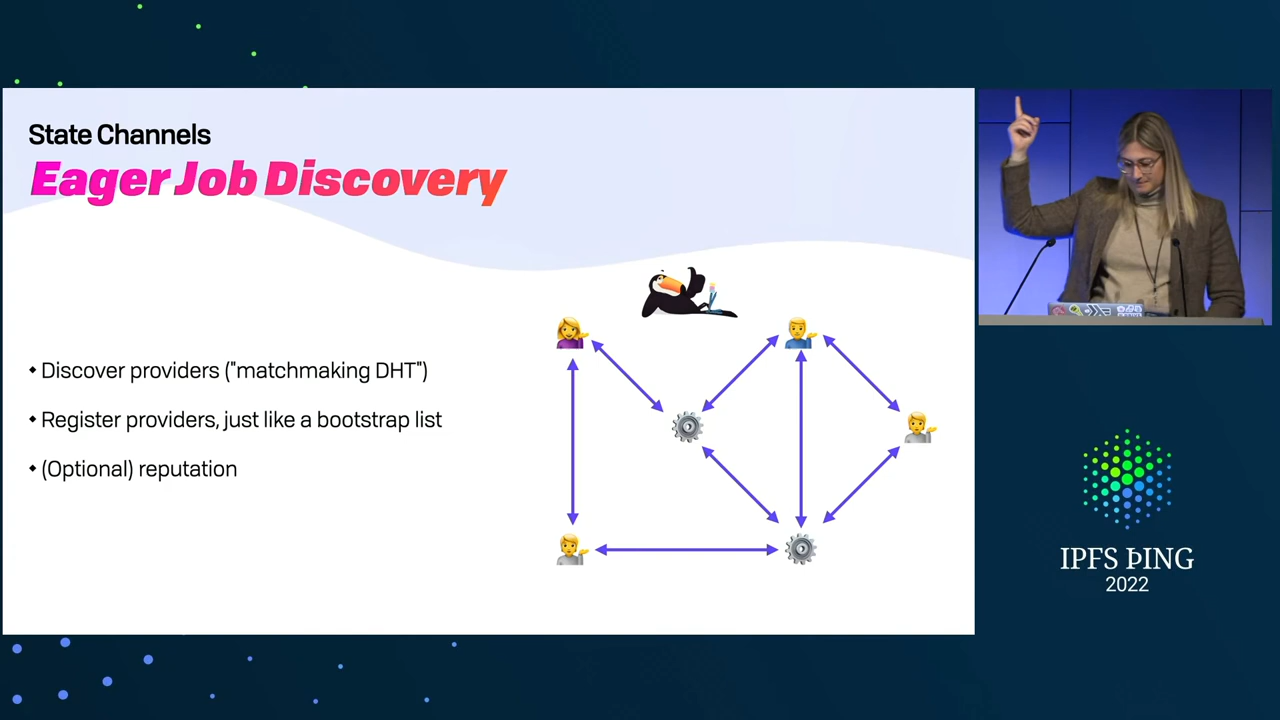 State Channels
Eager Job Discovery
• Discover providers ("matchmaking DHT")
• Register providers, just like a bootstrap list
• (Optional) reputation
IPFS ÞING
2022